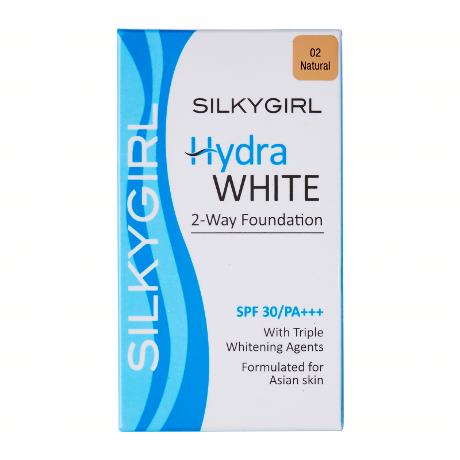 02
Natural
SILKYGIRL
SILKYGIRL
Hydra
WHITE
2-Way Foundation
SPF 30/PA+++
With Triple
Whitening Agents
Formulated for
Asian skin